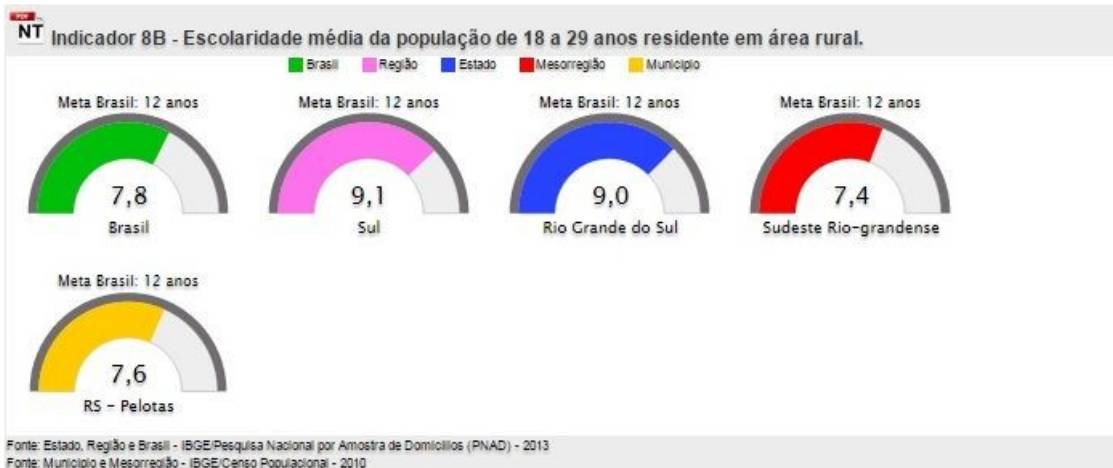 PDF
NT Indicador 8B - Escolaridade média da população de 18 a 29 anos residente em área rural.
Brasil Região Estado Mesorregião Município
Meta Brasil: 12 anos Meta Brasil: 12 anos Meta Brasil: 12 anos Meta Brasil: 12 anos
7,8 9,1 9,0 7,4
Brasil Sul Rio Grande do Sul Sudeste Rio-grandense
Meta Brasil: 12 anos
7,6
RS - Pelotas
Fonte: Estado, Região e Brasil - IBGE/Pesquisa Nacional por Amostra de Domicílios (PNAD) - 2013
Fonte: Município e Mesorregião - IBGE/Censo Populacional - 2010